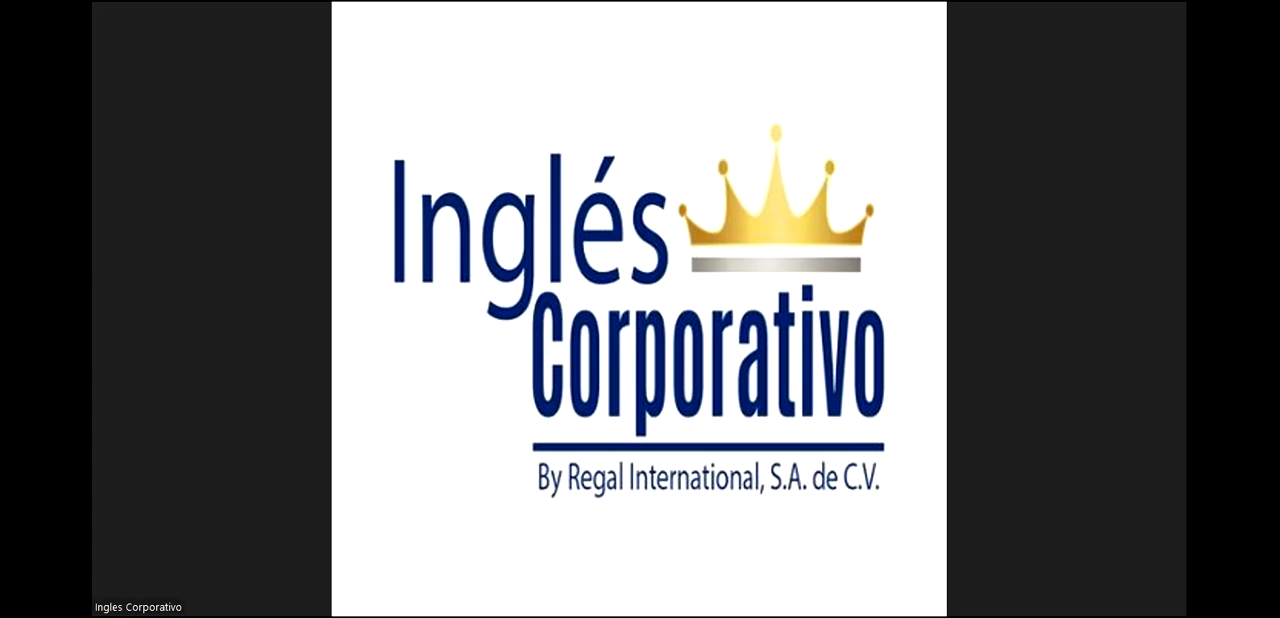 Inglés
Corporativo
By Regal International, S.A. de C.V.
Ingles Corporativo